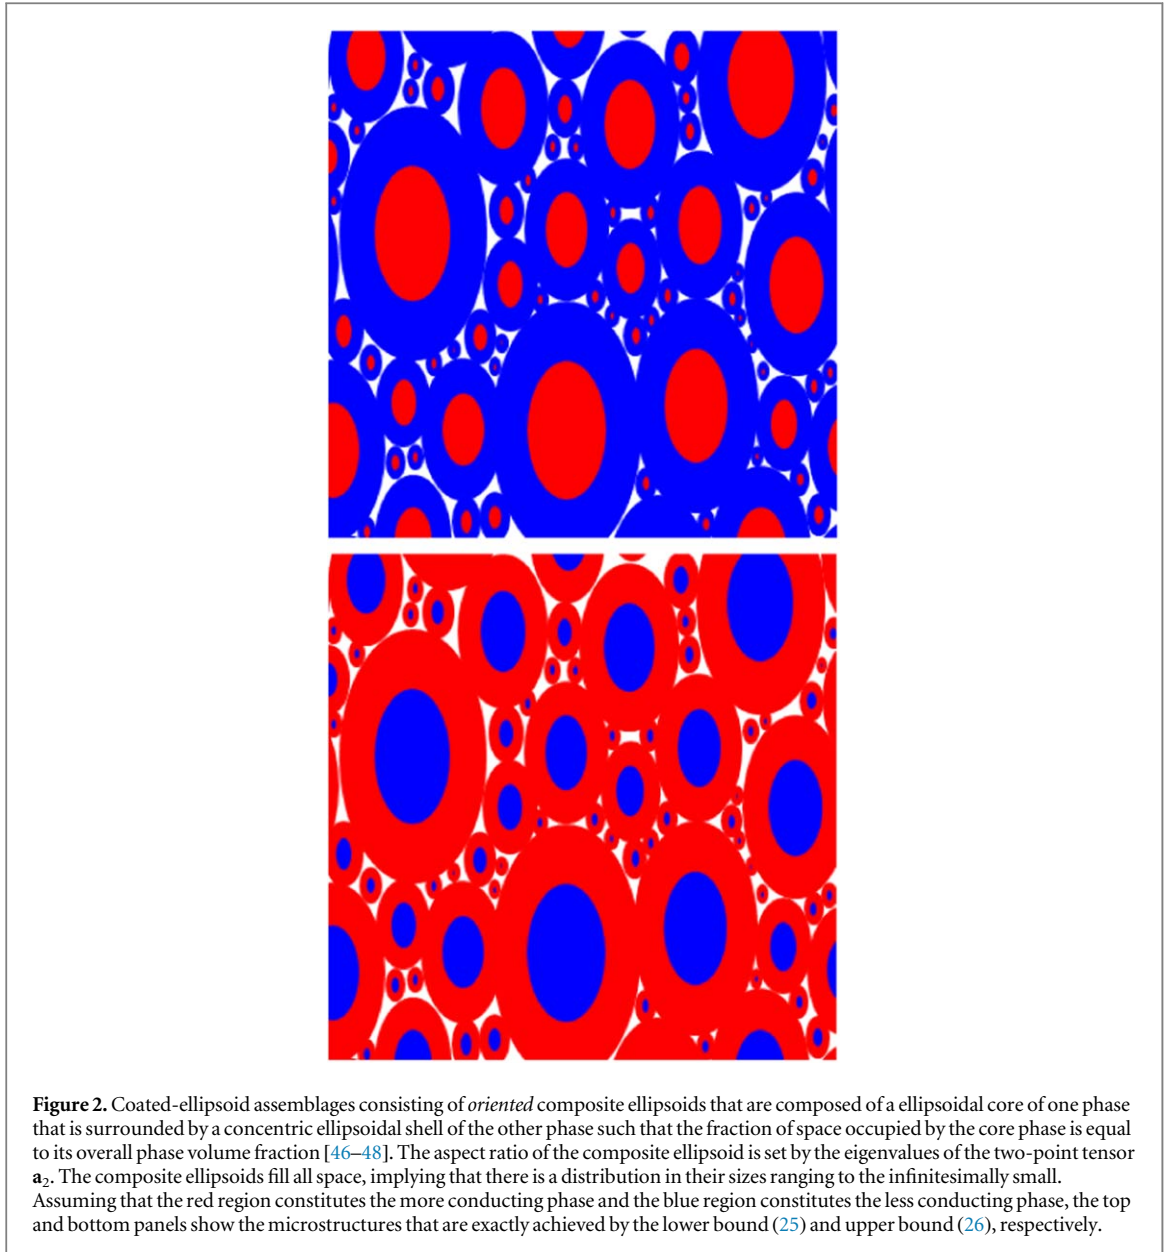 Figure 2. Coated-ellipsoid assemblages consisting of oriented composite ellipsoids that are composed of a ellipsoidal core of one phase
that is surrounded by a concentric ellipsoidal shell of the other phase such that the fraction of space occupied by the core phase is equal
to its overall phase volume fraction [46–48]. The aspect ratio of the composite ellipsoid is set by the eigenvalues of the two-point tensor
a₂. The composite ellipsoids fill all space, implying that there is a distribution in their sizes ranging to the infinitesimally small.
Assuming that the red region constitutes the more conducting phase and the blue region constitutes the less conducting phase, the top
and bottom panels show the microstructures that are exactly achieved by the lower bound (25) and upper bound (26), respectively.